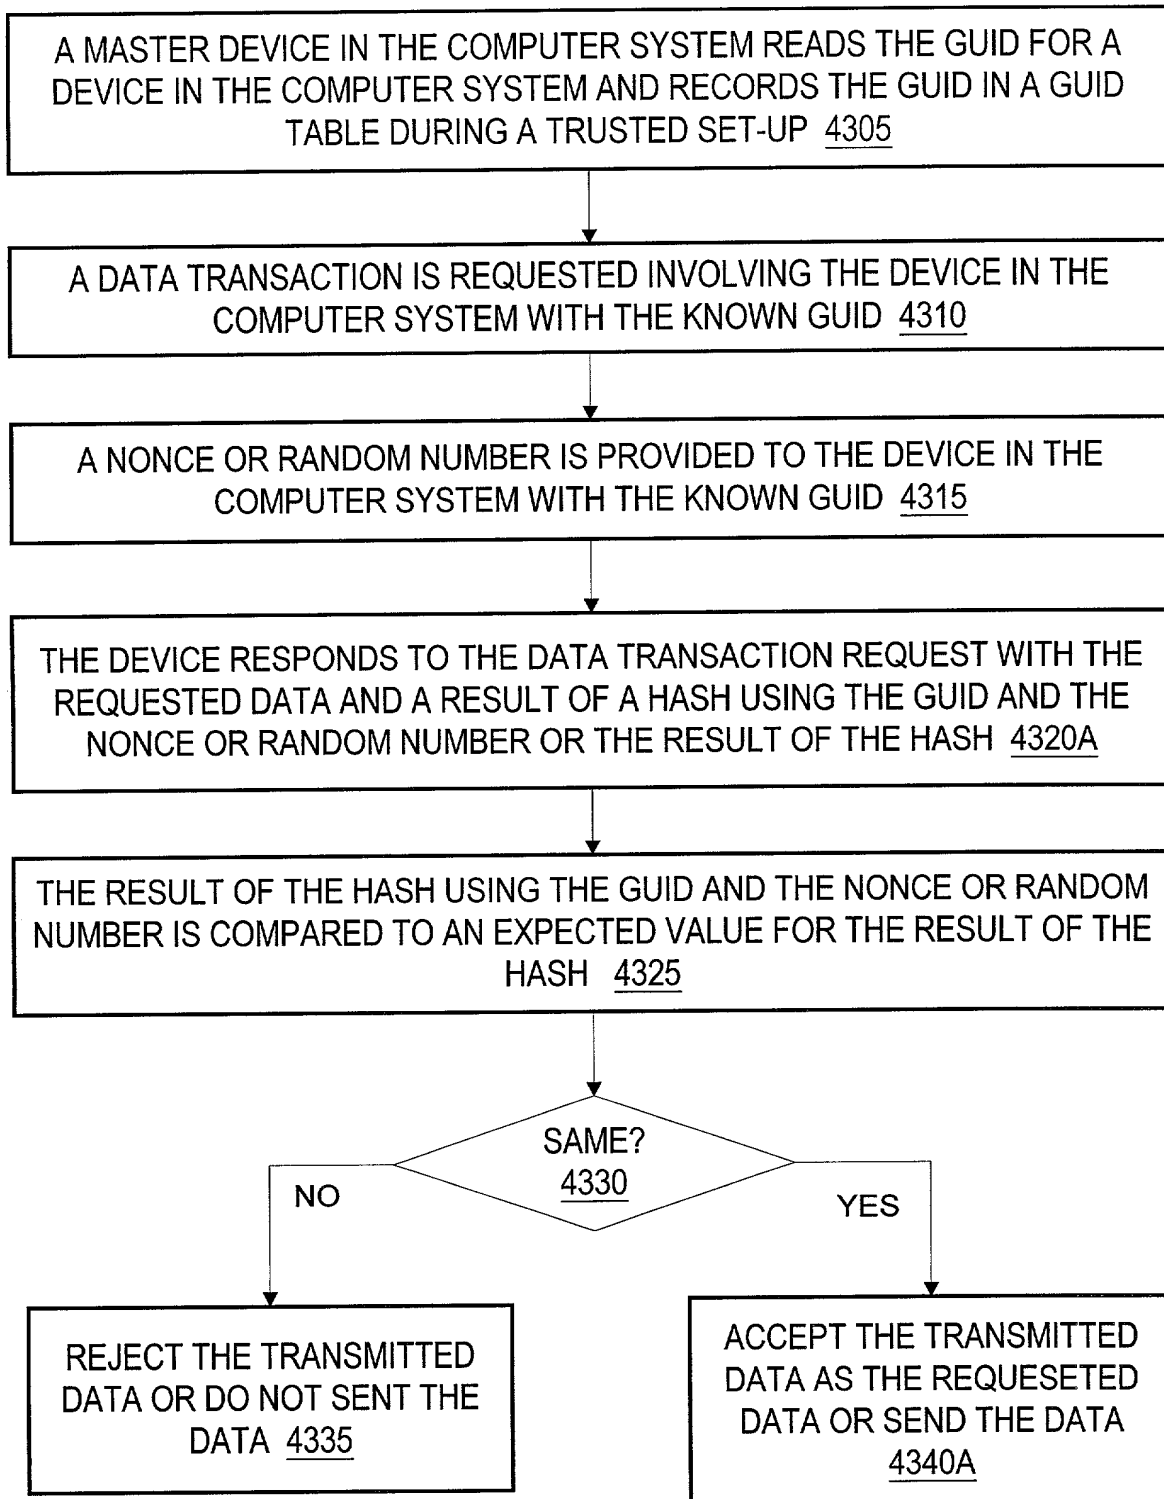 A MASTER DEVICE IN THE COMPUTER SYSTEM READS THE GUID FOR A
DEVICE IN THE COMPUTER SYSTEM AND RECORDS THE GUID IN A GUID
TABLE DURING A TRUSTED SET-UP 4305
A DATA TRANSACTION IS REQUESTED INVOLVING THE DEVICE IN THE
COMPUTER SYSTEM WITH THE KNOWN GUID 4310
A NONCE OR RANDOM NUMBER IS PROVIDED TO THE DEVICE IN THE
COMPUTER SYSTEM WITH THE KNOWN GUID 4315
THE DEVICE RESPONDS TO THE DATA TRANSACTION REQUEST WITH THE
REQUESTED DATA AND A RESULT OF A HASH USING THE GUID AND THE
NONCE OR RANDOM NUMBER OR THE RESULT OF THE HASH 4320A
THE RESULT OF THE HASH USING THE GUID AND THE NONCE OR RANDOM
NUMBER IS COMPARED TO AN EXPECTED VALUE FOR THE RESULT OF THE
HASH 4325
SAME?
4330
NO
YES
REJECT THE TRANSMITTED
DATA OR DO NOT SENT THE
DATA 4335
ACCEPT THE TRANSMITTED
DATA AS THE REQUESETED
DATA OR SEND THE DATA
4340A